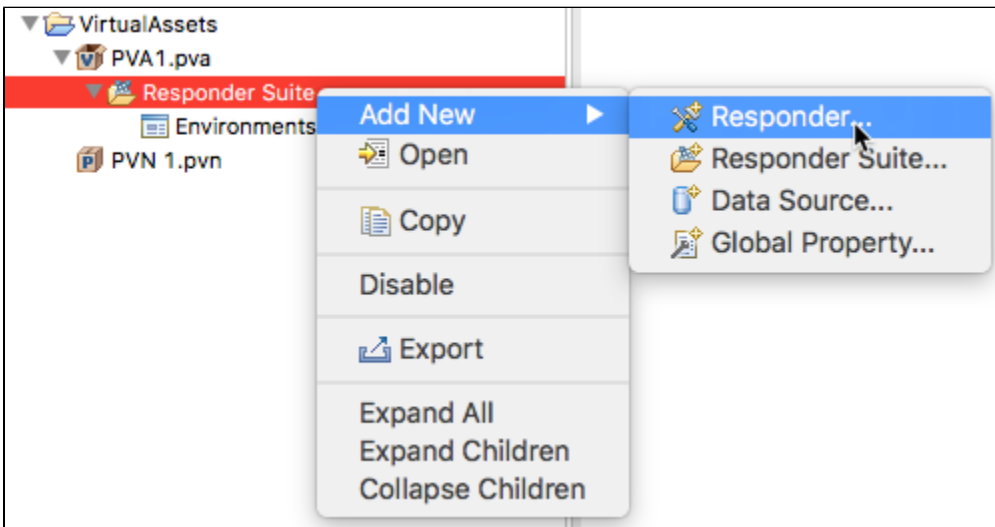 VirtualAssets
PVA1.pva
Responder Suite
Environments
PVN 1.pvn
Add New
Open
Copy
Disable
Export
Expand All
Expand Children
Collapse Children
Responder...
Responder Suite...
Data Source...
Global Property...